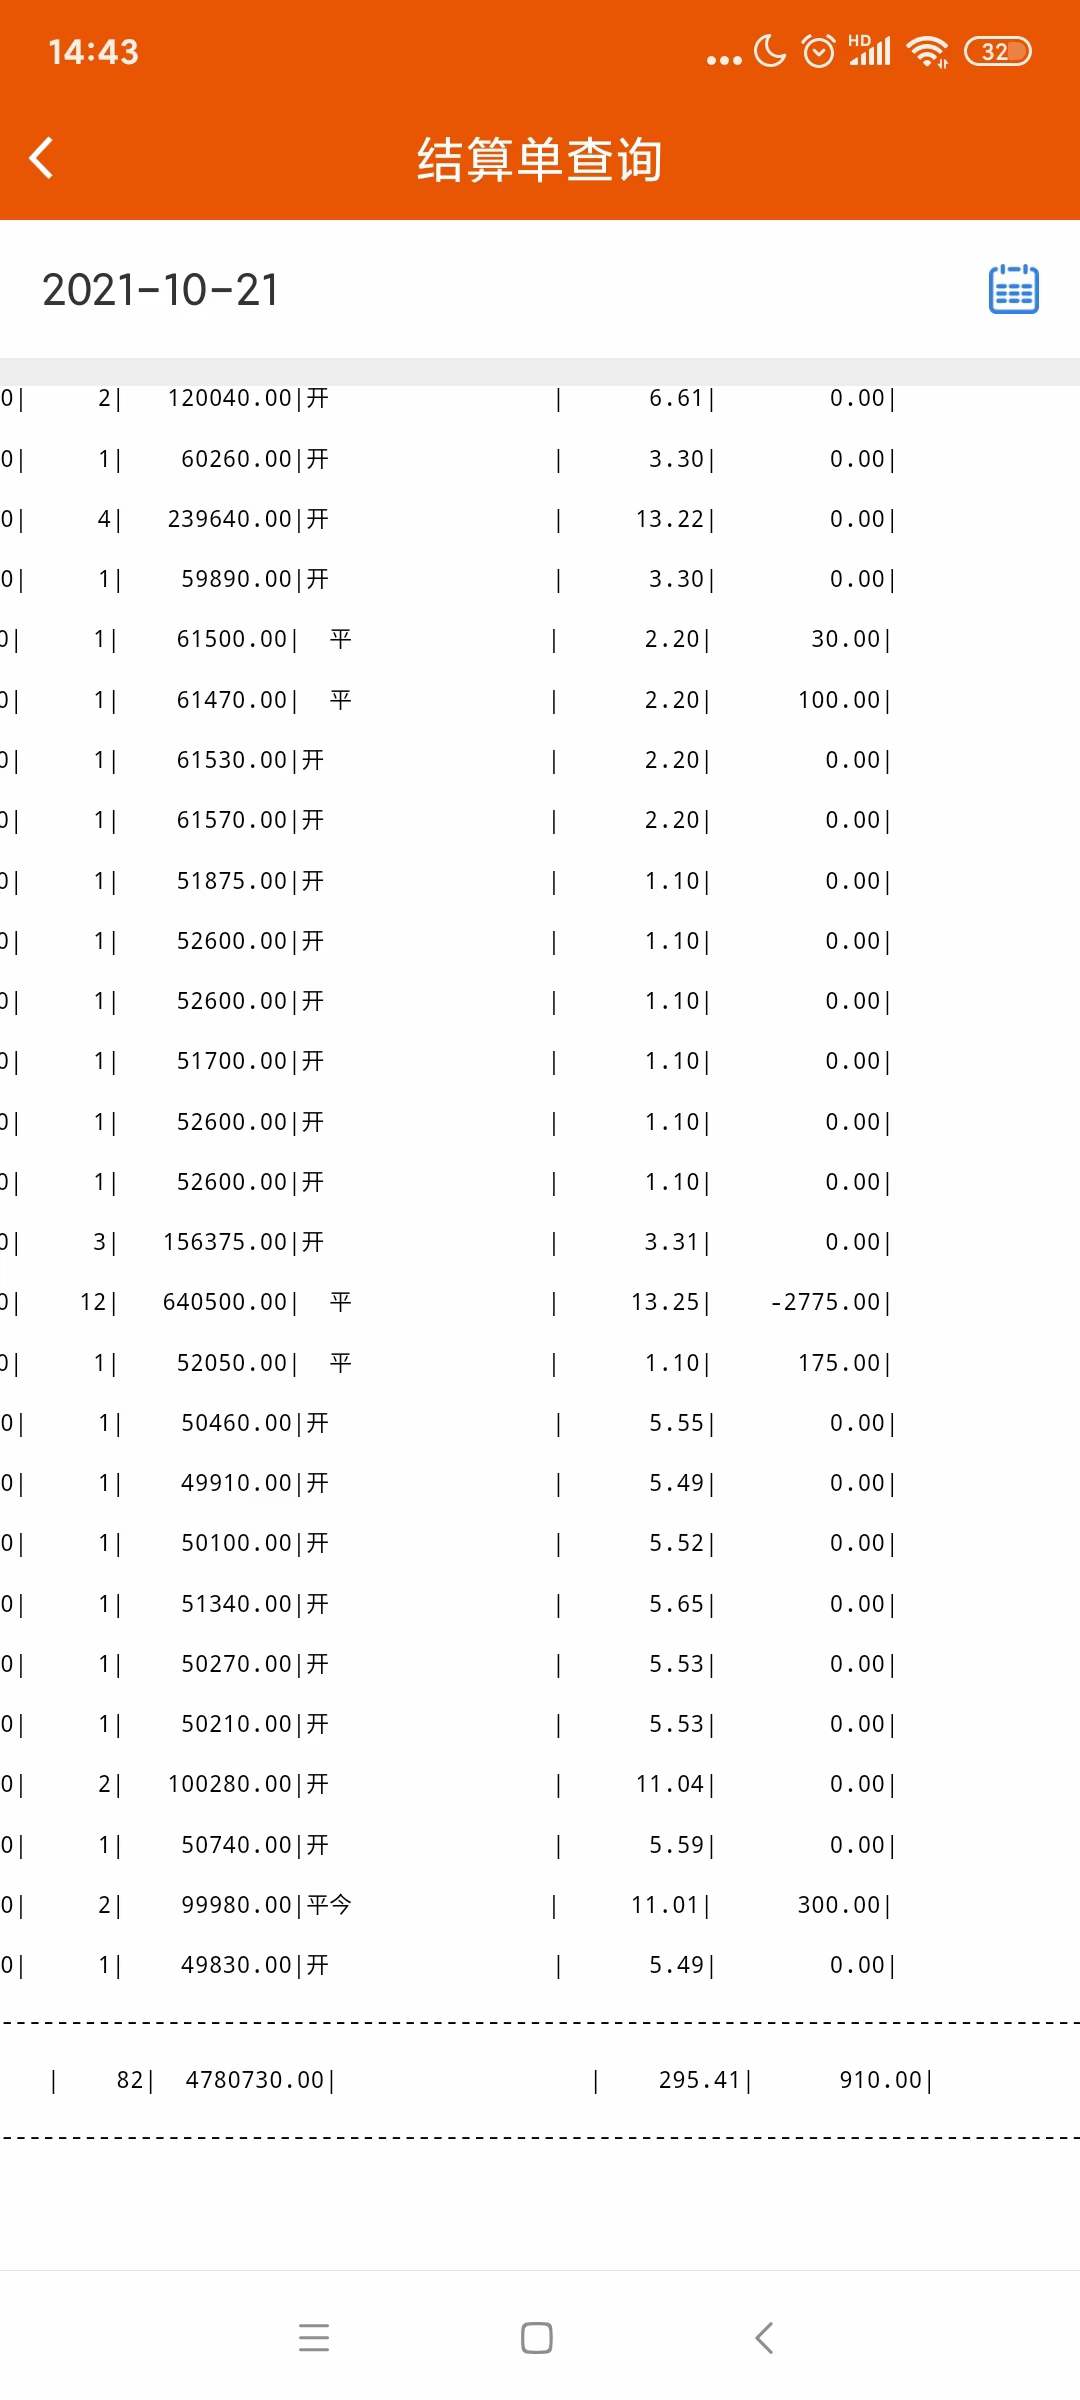 14:43
HD
32
结算单查询
2021-10-21
0| 2| 120040.00|开 | 6.61| 0.00|
0| 1| 60260.00|开 | 3.30| 0.00|
0| 4| 239640.00|开 | 13.22| 0.00|
0| 1| 59890.00|开 | 3.30| 0.00|
0| 1| 61500.00| 平 | 2.20| 30.00|
0| 1| 61470.00| 平 | 2.20| 100.00|
0| 1| 61530.00|开 | 2.20| 0.00|
0| 1| 61570.00|开 | 2.20| 0.00|
0| 1| 51875.00|开 | 1.10| 0.00|
0| 1| 52600.00|开 | 1.10| 0.00|
0| 1| 52600.00|开 | 1.10| 0.00|
0| 1| 51700.00|开 | 1.10| 0.00|
0| 1| 52600.00|开 | 1.10| 0.00|
0| 1| 52600.00|开 | 1.10| 0.00|
0| 3| 156375.00|开 | 3.31| 0.00|
0| 12| 640500.00| 平 | 13.25| -2775.00|
0| 1| 52050.00| 平 | 1.10| 175.00|
0| 1| 50460.00|开 | 5.55| 0.00|
0| 1| 49910.00|开 | 5.49| 0.00|
0| 1| 50100.00|开 | 5.52| 0.00|
0| 1| 51340.00|开 | 5.65| 0.00|
0| 1| 50270.00|开 | 5.53| 0.00|
0| 1| 50210.00|开 | 5.53| 0.00|
0| 2| 100280.00|开 | 11.04| 0.00|
0| 1| 50740.00|开 | 5.59| 0.00|
0| 2| 99980.00|平今 | 11.01| 300.00|
0| 1| 49830.00|开 | 5.49| 0.00|
| 82| 4780730.00| | 295.41| 910.00|